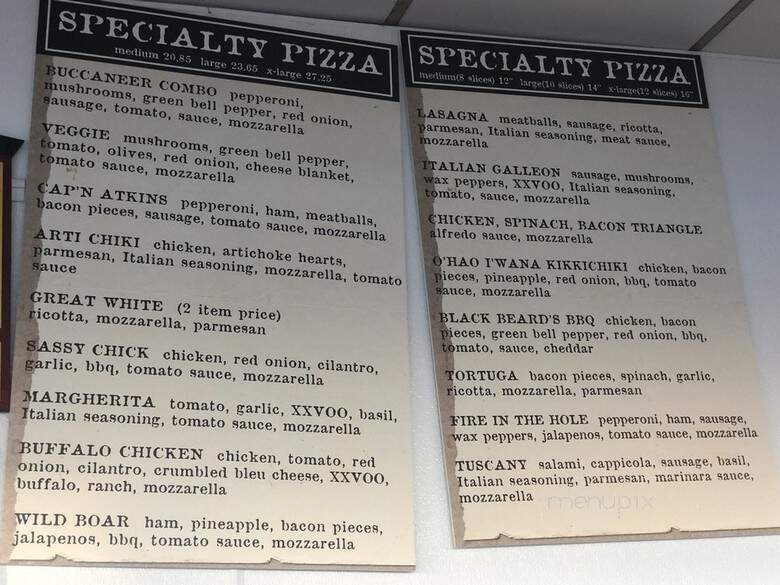 SPECIALTY PIZZA
medium 20.85 large 23.65 x-large 27.25
BUCCANEER COMBO pepperoni,
mushrooms, green bell pepper, red onion,
sausage, tomato, sauce, mozzarella
VEGGIE mushrooms, green bell pepper,
tomato, olives, red onion, cheese blanket,
tomato sauce, mozzarella
CAP'N ATKINS pepperoni, ham, meatballs,
bacon pieces, sausage, tomato sauce, mozzarella
ARTI CHIKI chicken, artichoke hearts,
parmesan, Italian seasoning, mozzarella, tomato
sauce
GREAT WHITE (2 item price)
ricotta, mozzarella, parmesan
SASSY CHICK chicken, red onion, cilantro,
garlic, bbq, tomato sauce, mozzarella
MARGHERITA tomato, garlic, XXVOO, basil,
Italian seasoning, tomato sauce, mozzarella
BUFFALO CHICKEN chicken, tomato, red
onion, cilantro, crumbled bleu cheese, XXVOO,
buffalo, ranch, mozzarella
WILD BOAR ham, pineapple, bacon pieces,
jalapenos, bbq, tomato sauce, mozzarella
SPECIALTY PIZZA
medium(8 slices) 12" large(10 slices) 14" x-large(12 slices) 16"
LASAGNA meatballs, sausage, ricotta,
parmesan, Italian seasoning, meat sauce,
mozzarella
ITALIAN GALLEON sausage, mushrooms,
wax peppers, XXVOO, Italian seasoning,
tomato, sauce, mozzarella
CHICKEN, SPINACH, BACON TRIANGLE
alfredo sauce, mozzarella
O'HAO I'WANA KIKKICHIKI chicken, bacon
pieces, pineapple, red onion, bbq, tomato
sauce, mozzarella
BLACK BEARD'S BBQ chicken, bacon
pieces, green bell pepper, red onion, bbq,
tomato, sauce, cheddar
TORTUGA bacon pieces, spinach, garlic,
ricotta, mozzarella, parmesan
FIRE IN THE HOLE pepperoni, ham, sausage,
wax peppers, jalapenos, tomato sauce, mozzarella
TUSCANY salami, cappicola, sausage, basil,
Italian seasoning, parmesan, marinara sauce,
mozzarella
menupix